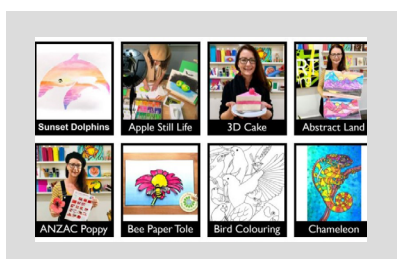 Sunset Dolphins
Apple Still Life
3D Cake
Abstract Land
ANZAC Poppy
Bee Paper Tole
Bird Colouring
Chameleon